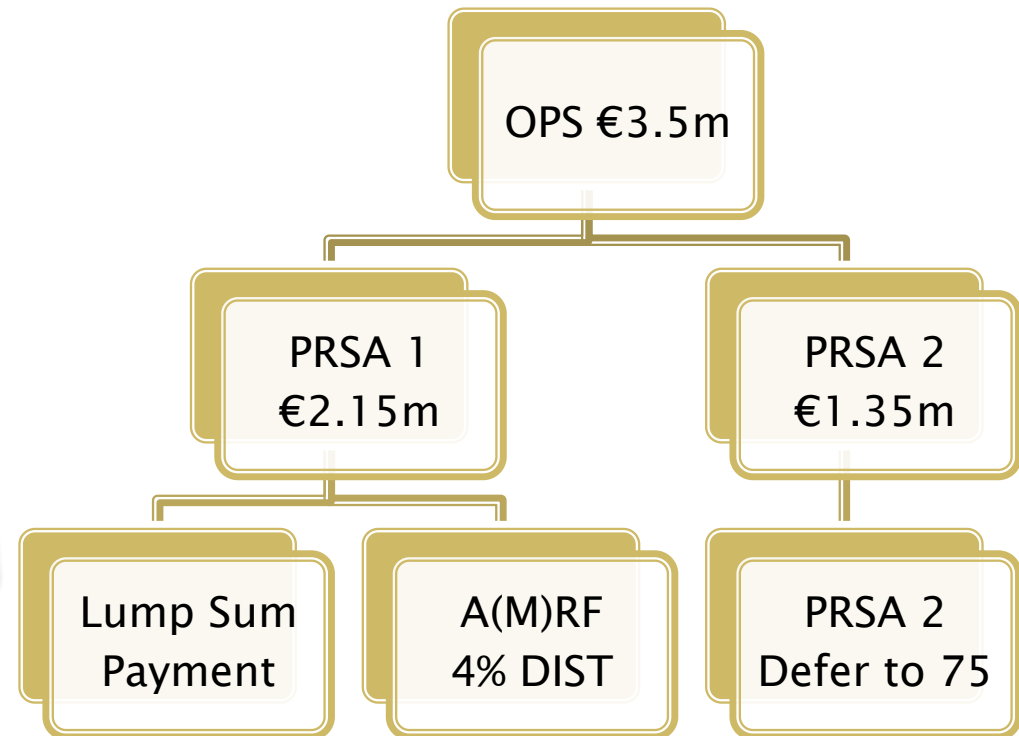 OPS €3.5m
PRSA 1
€2.15m
PRSA 2
€1.35m
Lump Sum
Payment
A(M)RF
4% DIST
PRSA 2
Defer to 75